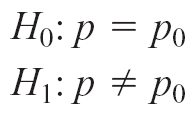 H₀: p = p₀
H₁: p ≠ p₀